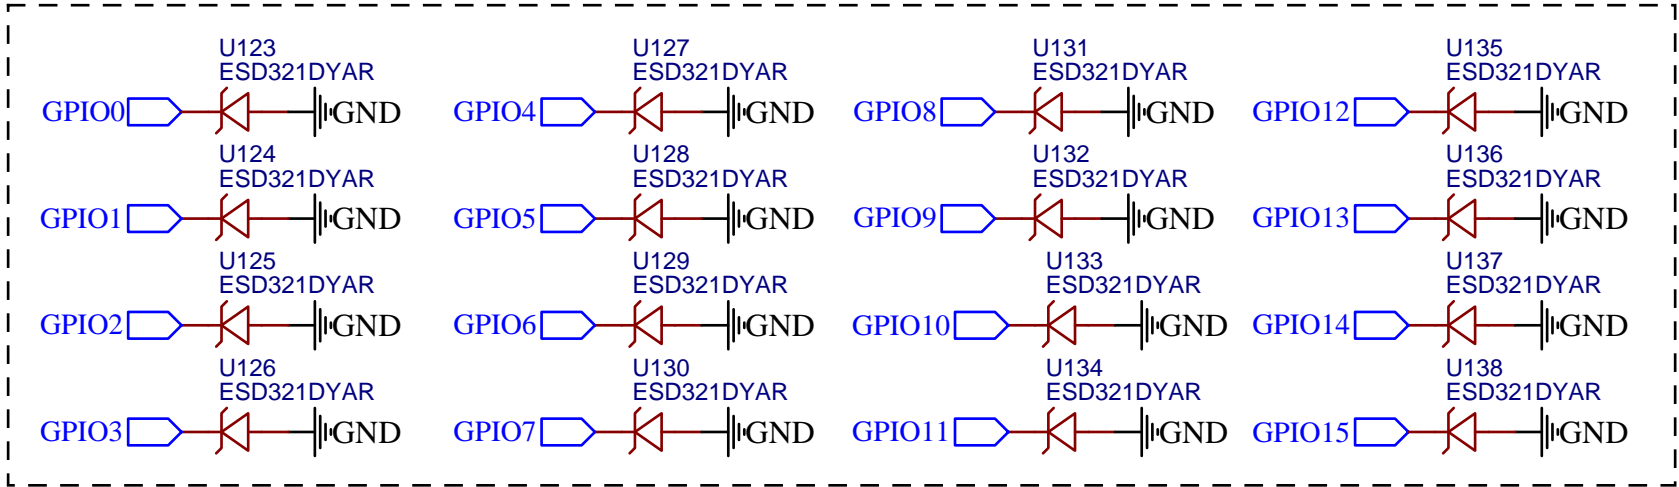 U123
ESD321DYAR
GPIO0 GND
U127
ESD321DYAR
GPIO4 GND
U131
ESD321DYAR
GPIO8 GND
U135
ESD321DYAR
GPIO12 GND
U124
ESD321DYAR
GPIO1 GND
U128
ESD321DYAR
GPIO5 GND
U132
ESD321DYAR
GPIO9 GND
U136
ESD321DYAR
GPIO13 GND
U125
ESD321DYAR
GPIO2 GND
U129
ESD321DYAR
GPIO6 GND
U133
ESD321DYAR
GPIO10 GND
U137
ESD321DYAR
GPIO14 GND
U126
ESD321DYAR
GPIO3 GND
U130
ESD321DYAR
GPIO7 GND
U134
ESD321DYAR
GPIO11 GND
U138
ESD321DYAR
GPIO15 GND